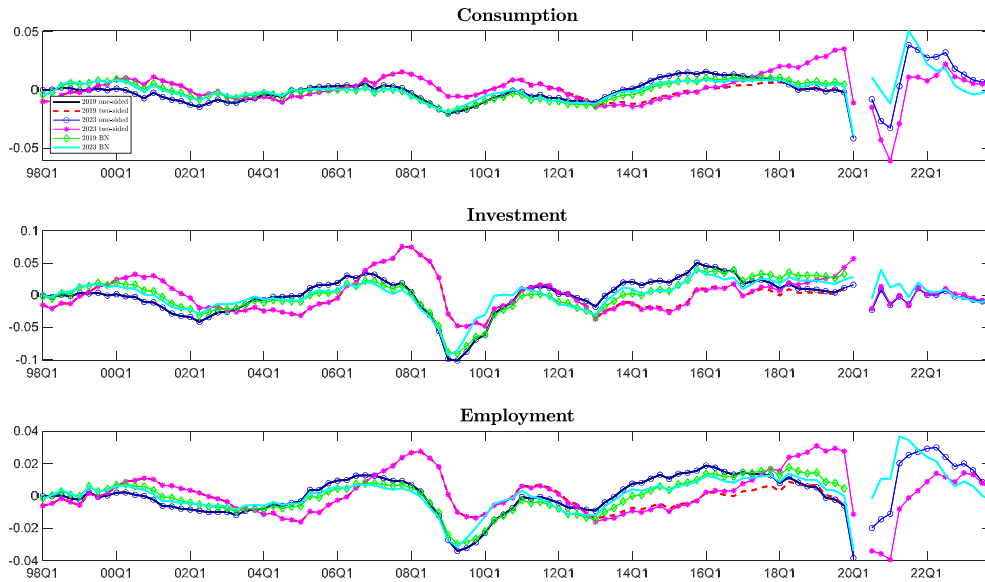 Consumption
0.05
0.00
-0.05
2019 one-sided
2019 two-sided
2023 one-sided
2023 two-sided
2019 BN
2023 BN
98Q1 00Q1 02Q1 04Q1 06Q1 08Q1 10Q1 12Q1 14Q1 16Q1 18Q1 20Q1 22Q1
Investment
0.1
0.05
0
-0.05
-0.1
98Q1 00Q1 02Q1 04Q1 06Q1 08Q1 10Q1 12Q1 14Q1 16Q1 18Q1 20Q1 22Q1
Employment
0.04
0.02
0
-0.02
-0.04
98Q1 00Q1 02Q1 04Q1 06Q1 08Q1 10Q1 12Q1 14Q1 16Q1 18Q1 20Q1 22Q1